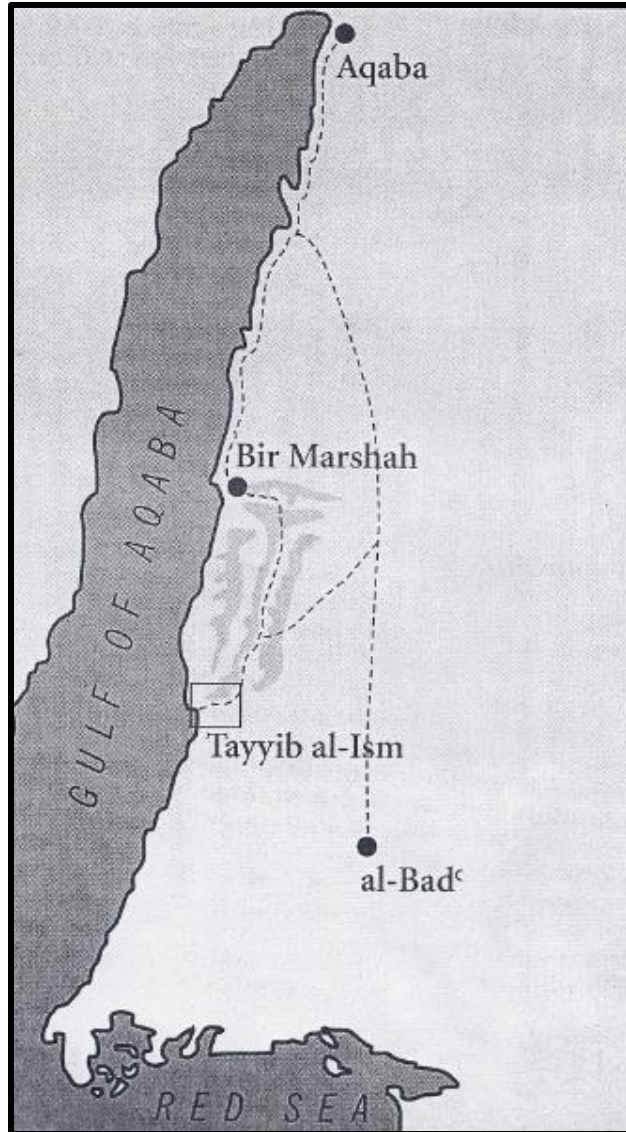 Aqaba
GULF OF AQABA
Bir Marshah
Tayyib al-Ism
al-Badᶜ
RED SEA